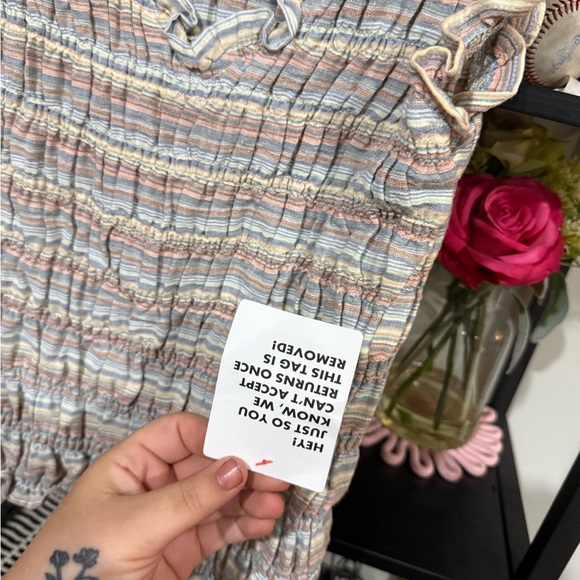 HEY!
JUST SO YOU
KNOW, WE
CAN'T ACCEPT
RETURNS ONCE
THIS TAG IS
REMOVED!